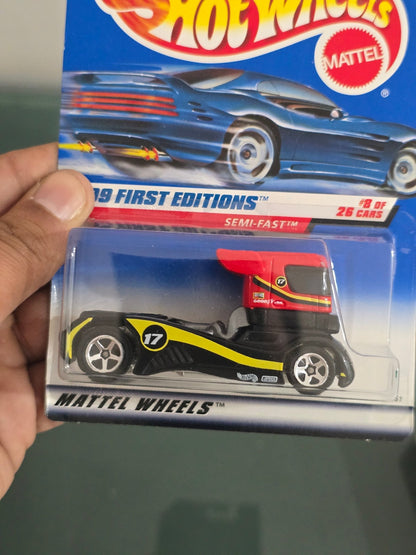 Hot Wheels
MATTEL
®
99 FIRST EDITIONS™
#8 OF
26 CARS
SEMI-FAST™
17
17
MATTEL WHEELS™